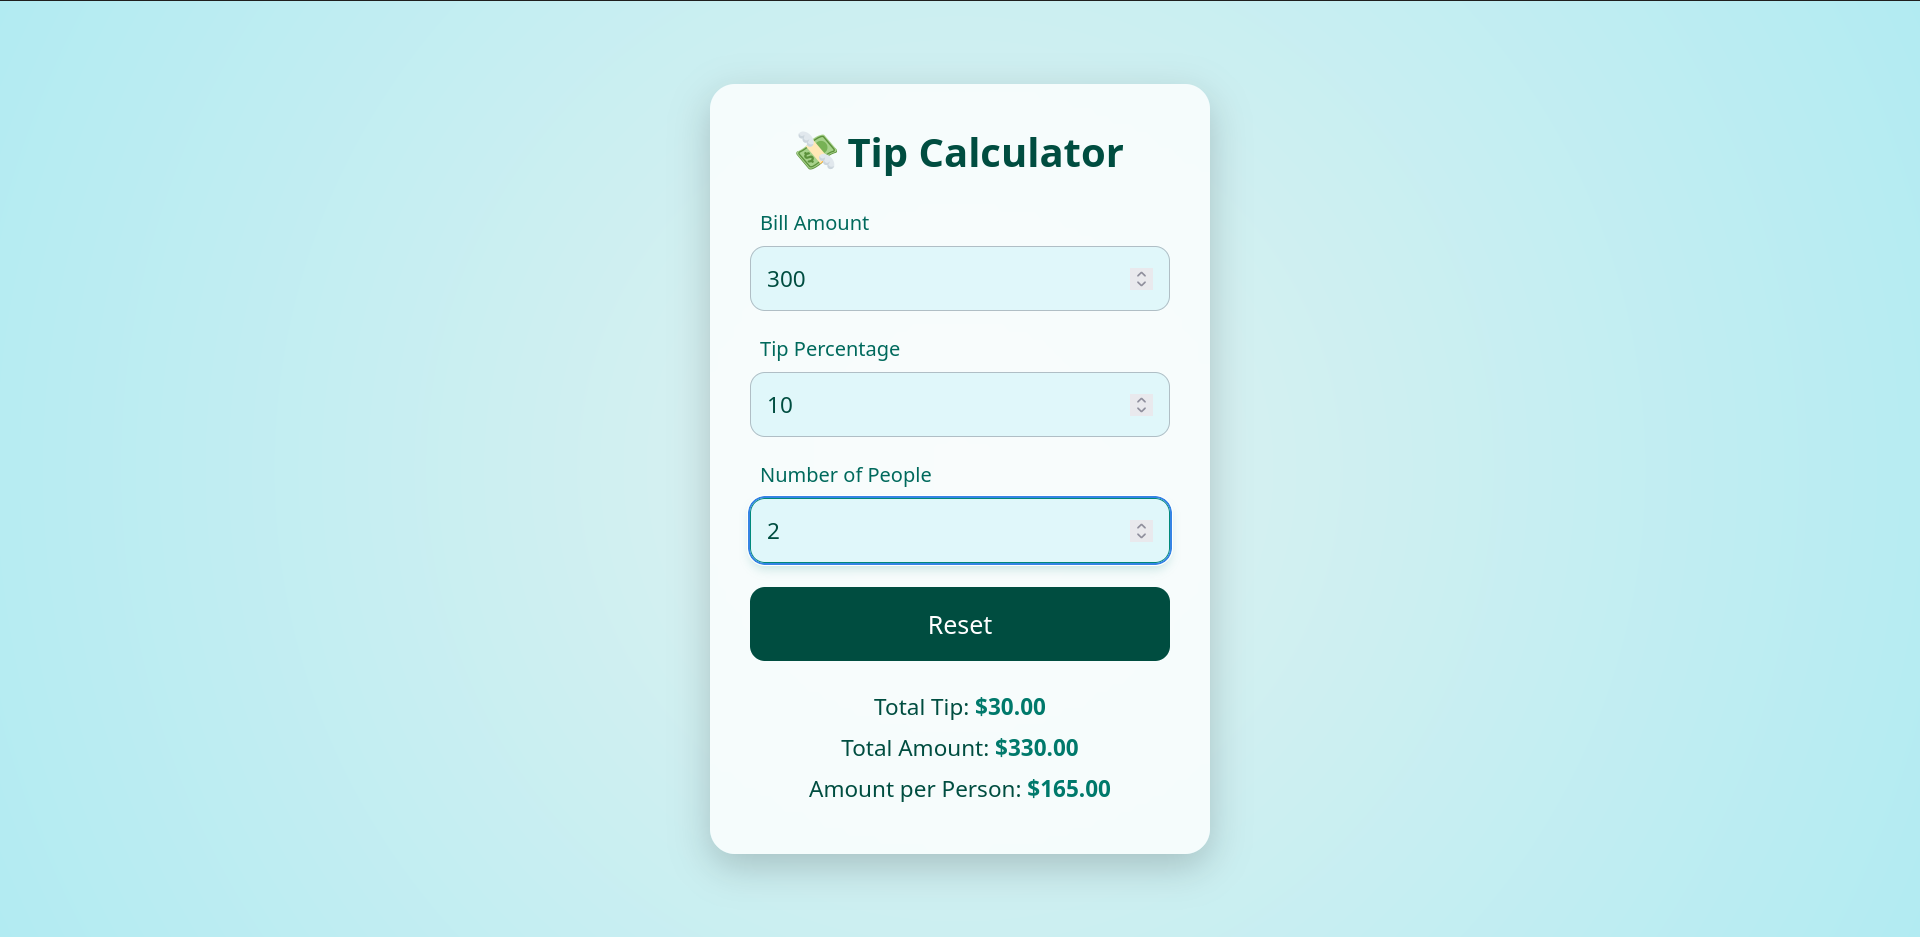 Tip Calculator
Bill Amount
300
Tip Percentage
10
Number of People
2
Reset
Total Tip: $30.00
Total Amount: $330.00
Amount per Person: $165.00